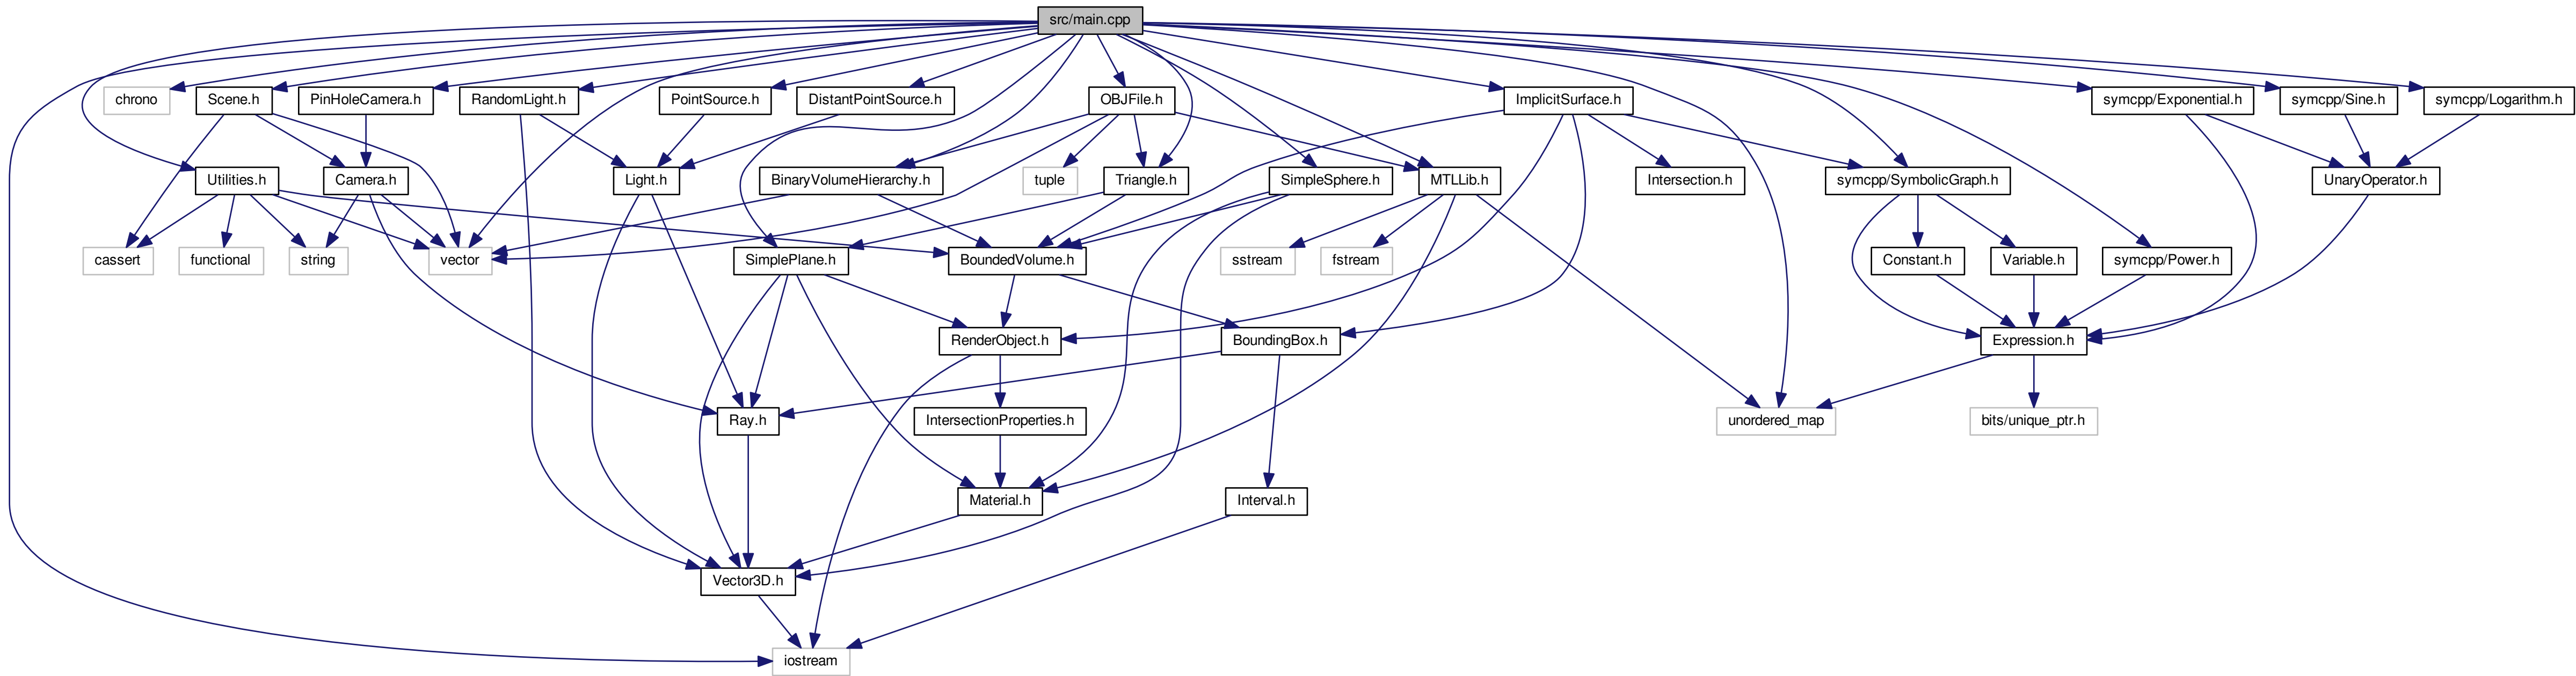 src/main.cpp
chrono
Scene.h
PinHoleCamera.h
RandomLight.h
PointSource.h
DistantPointSource.h
OBJFile.h
ImplicitSurface.h
symcpp/Exponential.h
symcpp/Sine.h
symcpp/Logarithm.h
Utilities.h
Camera.h
Light.h
BinaryVolumeHierarchy.h
tuple
Triangle.h
SimpleSphere.h
MTLLib.h
Intersection.h
symcpp/SymbolicGraph.h
UnaryOperator.h
cassert
functional
string
vector
SimplePlane.h
BoundedVolume.h
sstream
fstream
Constant.h
Variable.h
symcpp/Power.h
RenderObject.h
BoundingBox.h
Expression.h
Ray.h
IntersectionProperties.h
unordered_map
bits/unique_ptr.h
Material.h
Interval.h
Vector3D.h
iostream